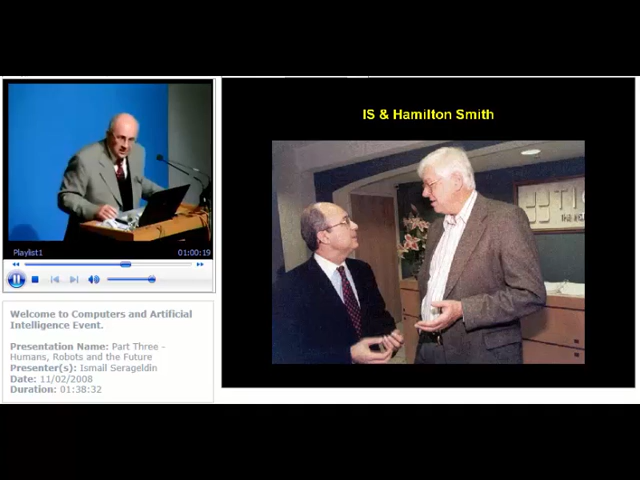 IS & Hamilton Smith
TIG
Playlist1
01:00:19
Welcome to Computers and Artificial
Intelligence Event.
Presentation Name: Part Three -
Humans, Robots and the Future
Presenter(s): Ismail Serageldin
Date: 11/02/2008
Duration: 01:38:32